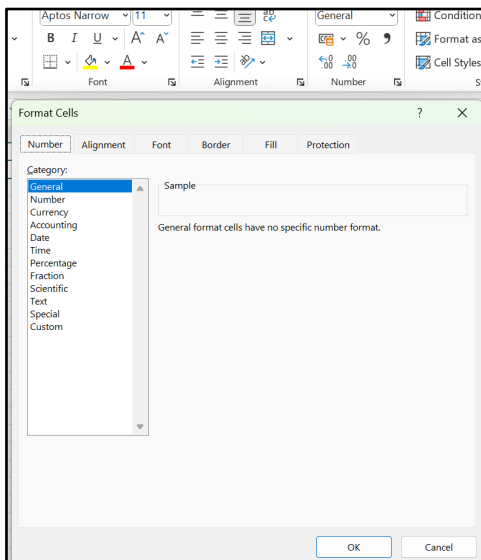 Aptos Narrow 11 General Condition
B I U A A % Format as
A .00 .00 Cell Styles
Font Alignment Number
Format Cells ? X
Number Alignment Font Border Fill Protection
Category:
General
Number
Currency
Accounting
Date
Time
Percentage
Fraction
Scientific
Text
Special
Custom
Sample
General format cells have no specific number format.
OK Cancel